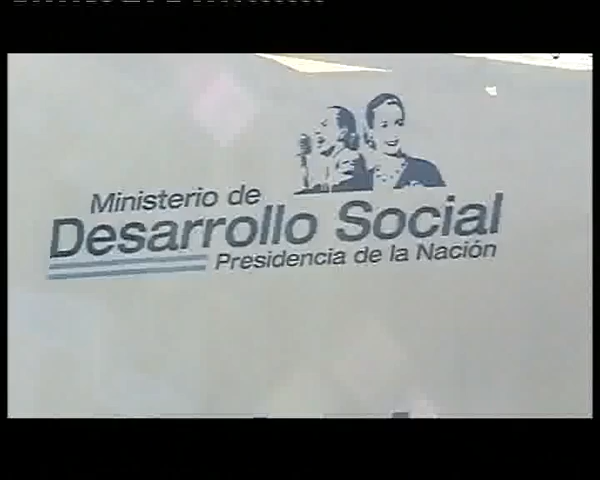 Ministerio de
Desarrollo Social
Presidencia de la Nación